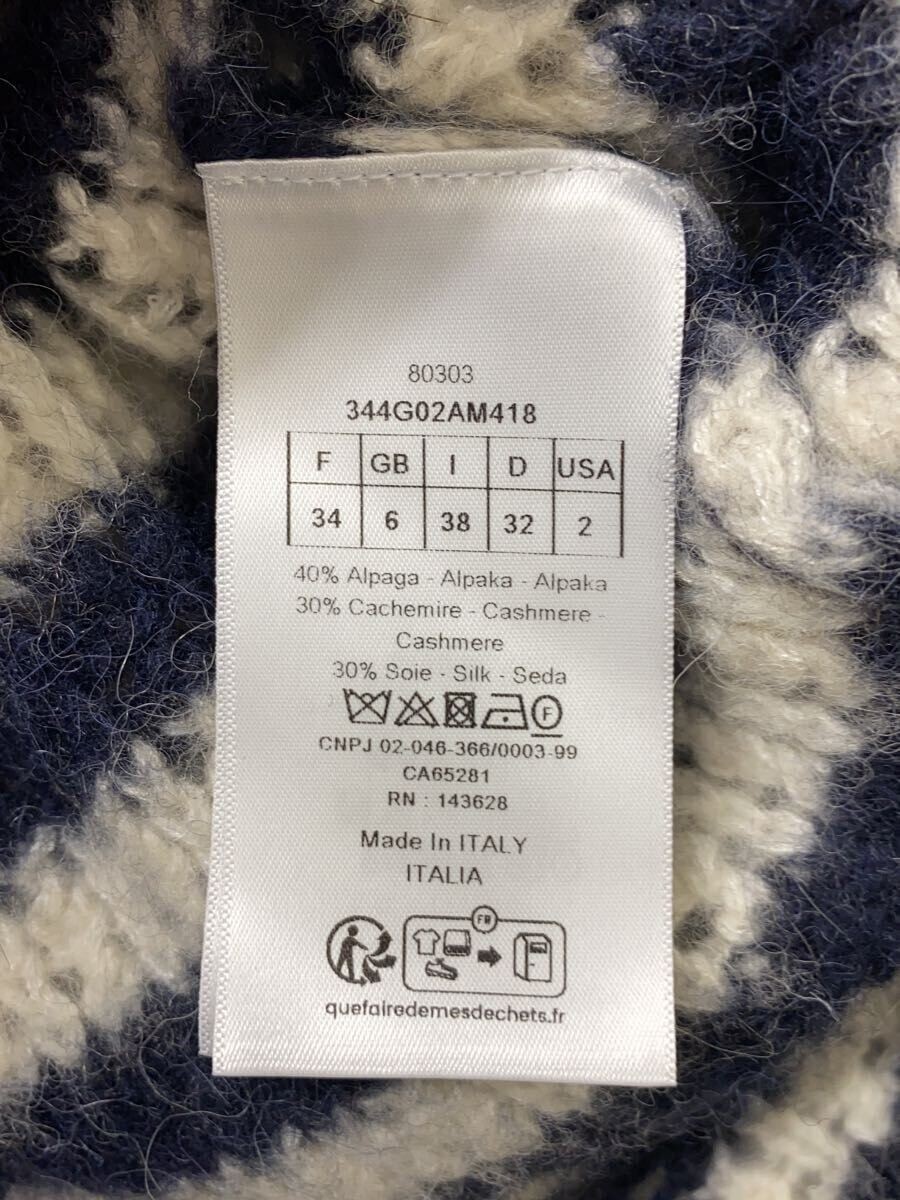 80303
344G02AM418
F GB I D USA
34 6 38 32 2
40% Alpaga - Alpaka - Alpaka
30% Cachemire - Cashmere -
Cashmere
30% Soie - Silk - Seda
F
CNPJ 02-046-366/0003-99
CA65281
RN : 143628
Made In ITALY
ITALIA
FR
quefairedemesdechets.fr